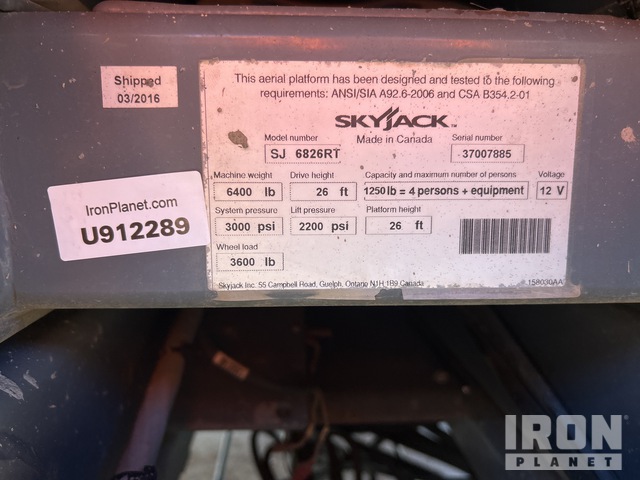 Shipped
03/2016
This aerial platform has been designed and tested to the following
requirements: ANSI/SIA A92.6-2006 and CSA B354.2-01
SKYJACK
Made in Canada
Model number
SJ 6826RT
Serial number
37007885
Machine weight
6400 lb
Drive height
26 ft
Capacity and maximum number of persons
1250lb = 4 persons + equipment
Voltage
12 V
System pressure
3000 psi
Lift pressure
2200 psi
Platform height
26 ft
Wheel load
3600 lb
Skyjack Inc. 55 Campbell Road, Guelph, Ontario N1H 1B9 Canada
158030AA
IronPlanet.com
U912289
IRON
PLANET